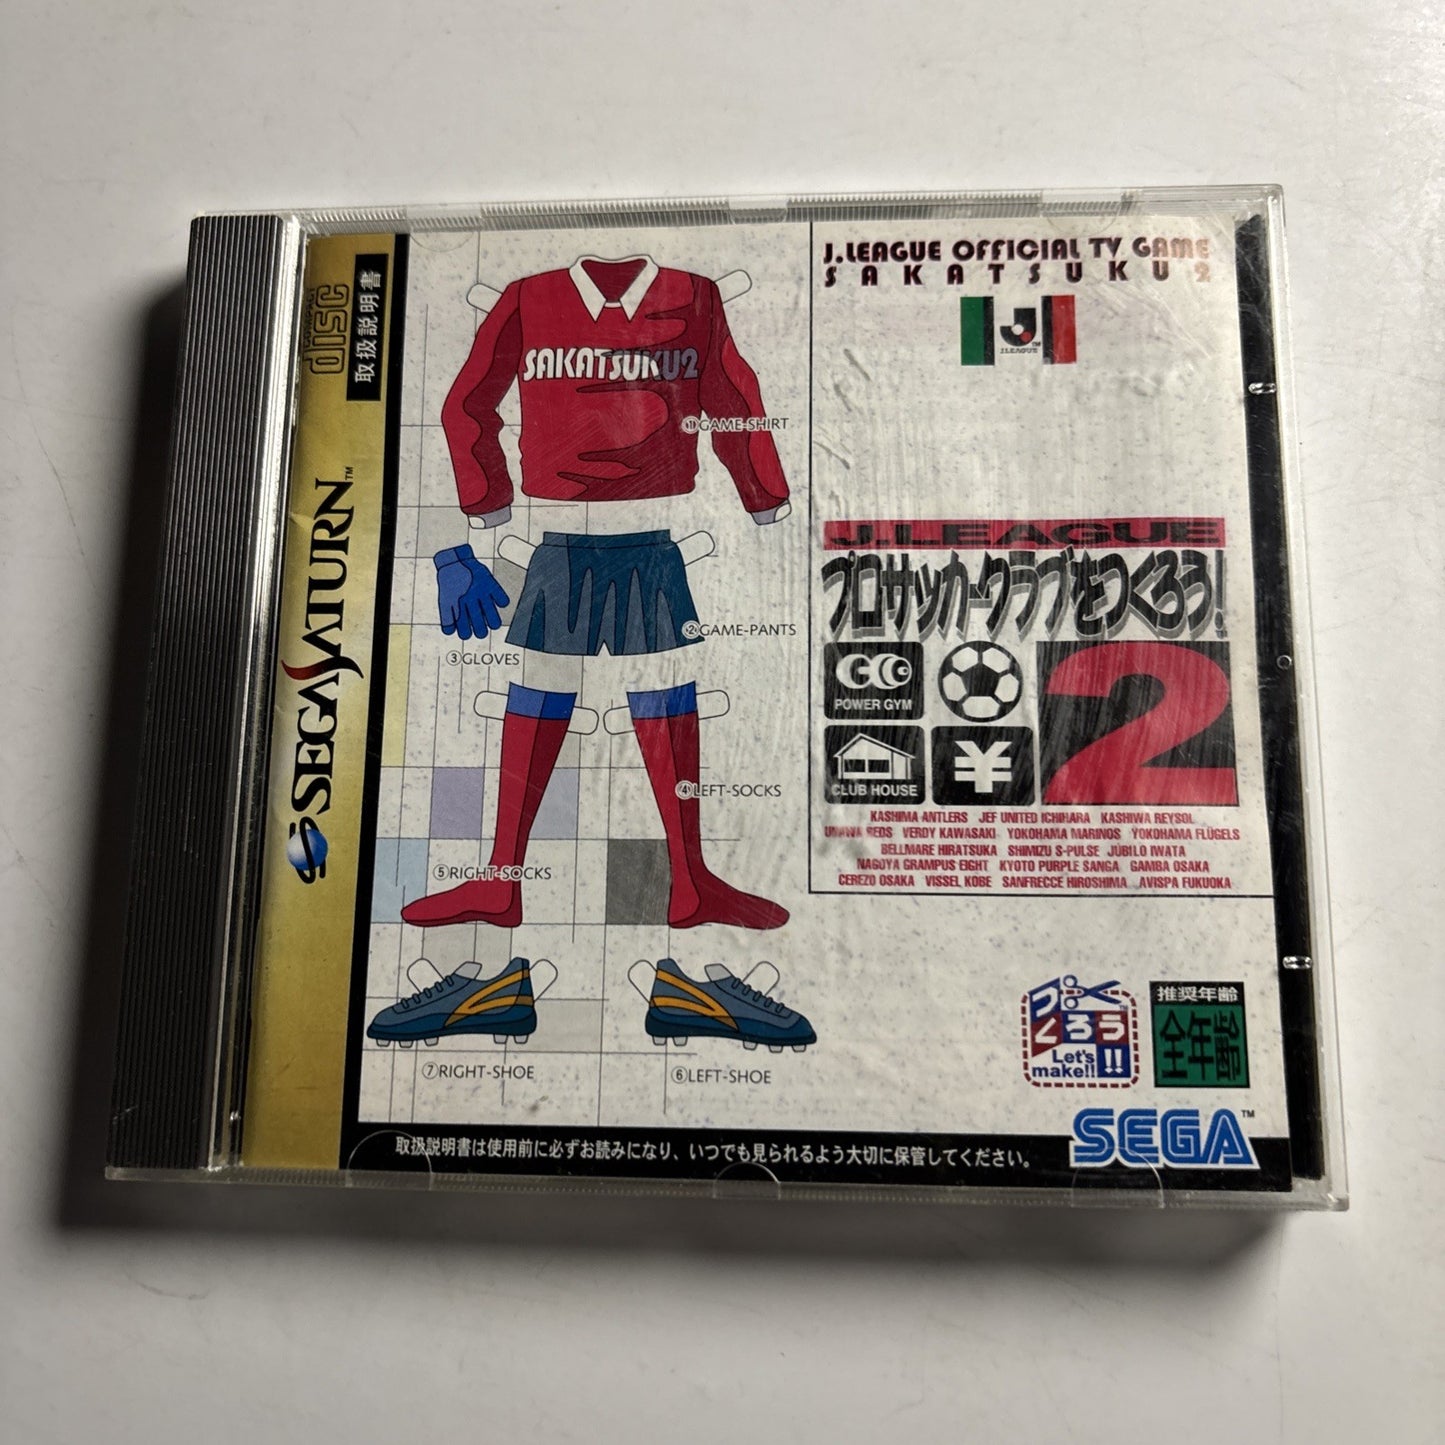 COMPACT
disc
取扱説明書
SEGA SATURN™
SAKATSUKU2
①GAME-SHIRT
②GAME-PANTS
③GLOVES
④LEFT-SOCKS
⑤RIGHT-SOCKS
⑦RIGHT-SHOE
⑥LEFT-SHOE
J.LEAGUE OFFICIAL TV GAME
SAKATSUKU 2
J.LEAGUE™
J.LEAGUE
プロサッカークラブをつくろう!
2
POWER GYM
CLUB HOUSE
¥
KASHIMA ANTLERS JEF UNITED ICHIHARA KASHIWA REYSOL
URAWA REDS VERDY KAWASAKI YOKOHAMA MARINOS YOKOHAMA FLÜGELS
BELLMARE HIRATSUKA SHIMIZU S-PULSE JÚBILO IWATA
NAGOYA GRAMPUS EIGHT KYOTO PURPLE SANGA GAMBA OSAKA
CEREZO OSAKA VISSEL KOBE SANFRECCE HIROSHIMA AVISPA FUKUOKA
つくろう!!
Let's
make!!
推奨年齢
全年齢
SEGA™
取扱説明書は使用前に必ずお読みになり、いつでも見られるよう大切に保管してください。